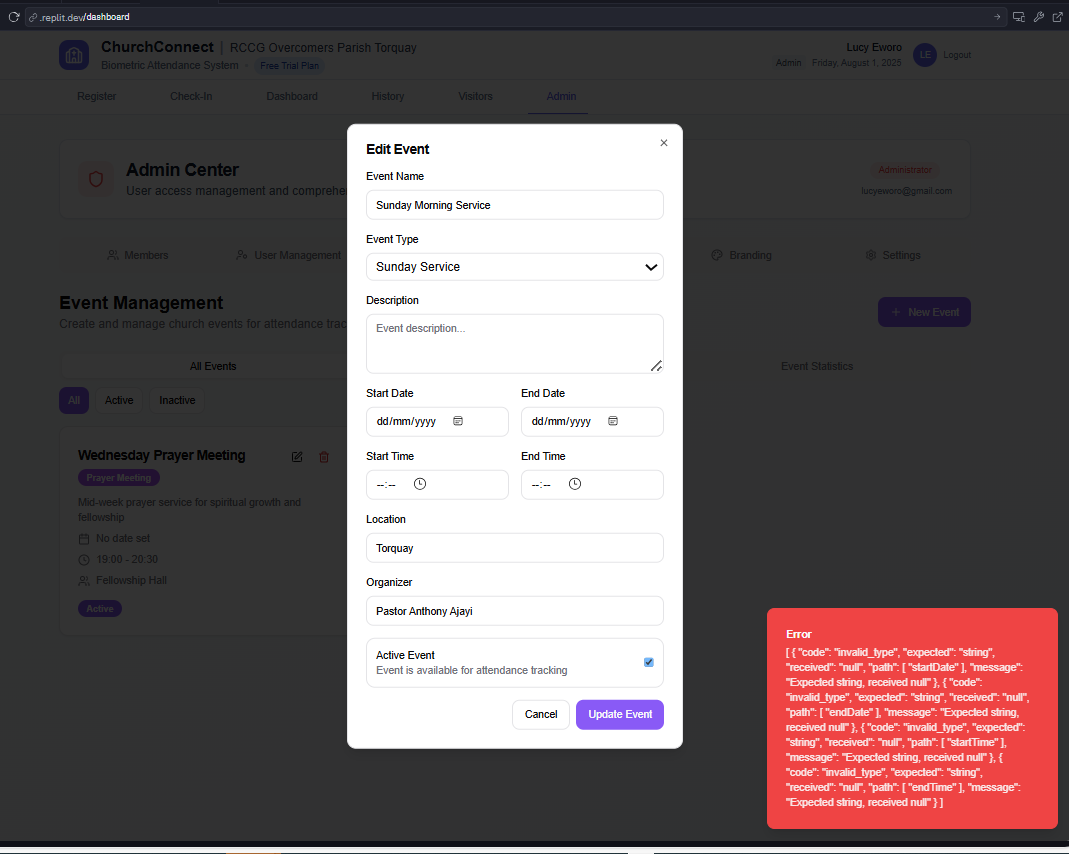 .replit.dev/dashboard
ChurchConnect | RCCG Overcomers Parish Torquay
Biometric Attendance System • Free Trial Plan
Lucy Eworo
Admin Friday, August 1, 2025
LE
Logout
Register Check-In Dashboard History Visitors Admin
Admin Center
User access management and comprehe
Administrator
lucyeworo@gmail.com
Members User Management Branding Settings
Event Management
Create and manage church events for attendance trac
+ New Event
All Events Event Statistics
All Active Inactive
Wednesday Prayer Meeting
Prayer Meeting
Mid-week prayer service for spiritual growth and
fellowship
No date set
19:00 - 20:30
Fellowship Hall
Active
Edit Event
Event Name
Sunday Morning Service
Event Type
Sunday Service
Description
Event description...
Start Date End Date
dd/mm/yyyy dd/mm/yyyy
Start Time End Time
--:-- --:--
Location
Torquay
Organizer
Pastor Anthony Ajayi
Active Event
Event is available for attendance tracking
Cancel Update Event
Error
[ { "code": "invalid_type", "expected": "string",
"received": "null", "path": [ "startDate" ], "message":
"Expected string, received null" }, { "code":
"invalid_type", "expected": "string", "received": "null",
"path": [ "endDate" ], "message": "Expected string,
received null" }, { "code": "invalid_type", "expected":
"string", "received": "null", "path": [ "startTime" ],
"message": "Expected string, received null" }, {
"code": "invalid_type", "expected": "string",
"received": "null", "path": [ "endTime" ], "message":
"Expected string, received null" } ]